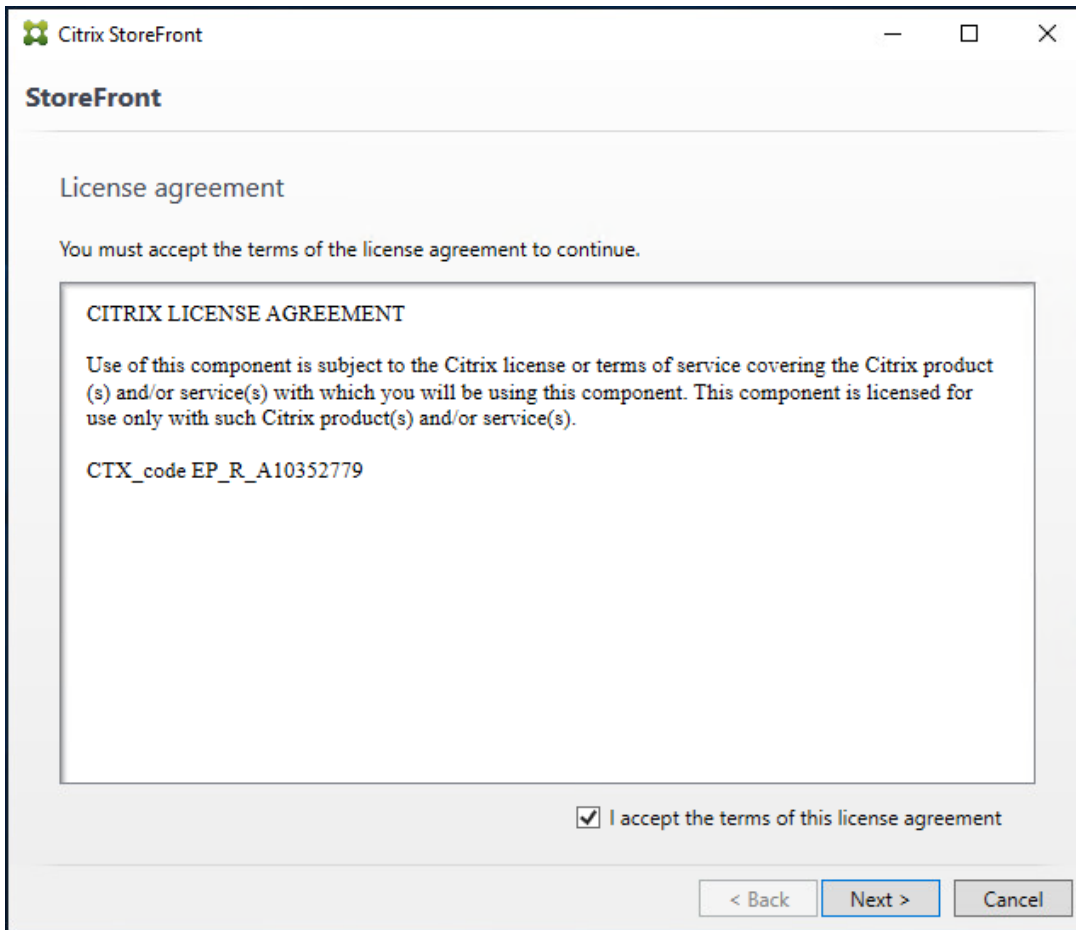 Citrix StoreFront
StoreFront
License agreement
You must accept the terms of the license agreement to continue.
CITRIX LICENSE AGREEMENT
Use of this component is subject to the Citrix license or terms of service covering the Citrix product
(s) and/or service(s) with which you will be using this component. This component is licensed for
use only with such Citrix product(s) and/or service(s).
CTX_code EP_R_A10352779
I accept the terms of this license agreement
< Back Next > Cancel